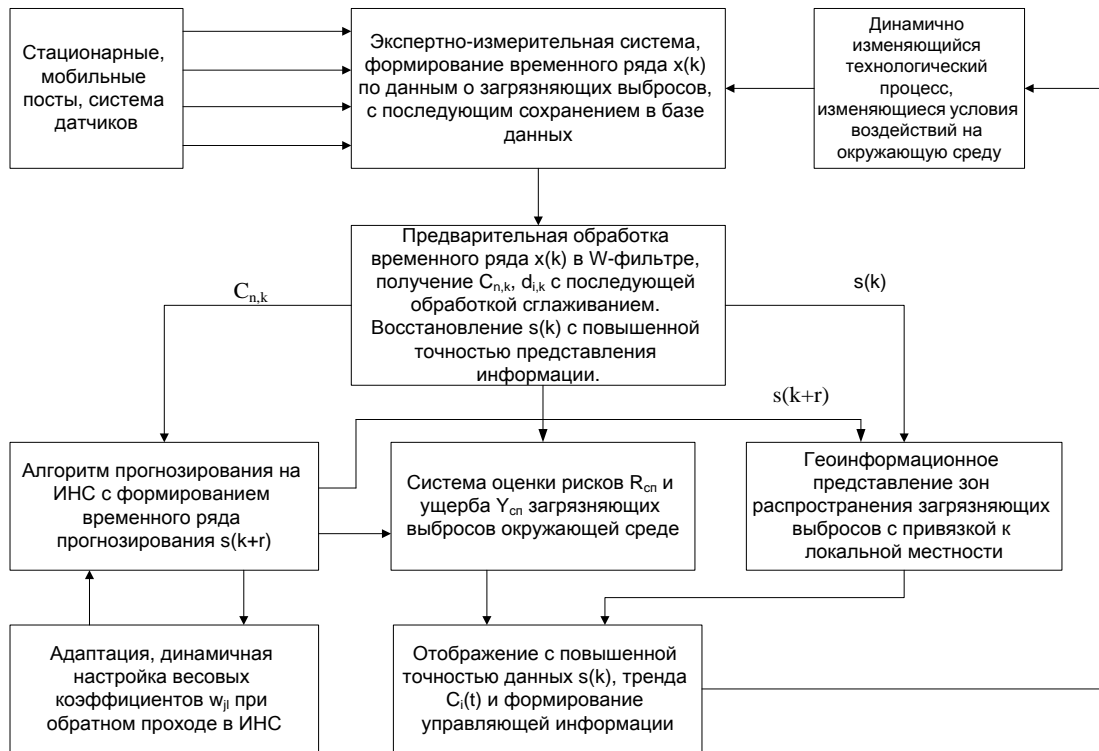 Стационарные,
мобильные
посты, система
датчиков
Экспертно-измерительная система,
формирование временного ряда x(k)
по данным о загрязняющих выбросов,
с последующим сохранением в базе
данных
Динамично
изменяющийся
технологический
процесс,
изменяющиеся условия
воздействий на
окружающую среду
Предварительная обработка
временного ряда x(k) в W-фильтре,
получение Cn,k, di,k с последующей
обработкой сглаживанием.
Восстановление s(k) с повышенной
точностью представления
информации.
Cn,k
s(k)
s(k+r)
Алгоритм прогнозирования на
ИНС с формированием
временного ряда
прогнозирования s(k+r)
Система оценки рисков Rсп и
ущерба Yсп загрязняющих
выбросов окружающей среде
Геоинформационное
представление зон
распространения загрязняющих
выбросов с привязкой к
локальной местности
Адаптация, динамичная
настройка весовых
коэффициентов wjl при
обратном проходе в ИНС
Отображение с повышенной
точностью данных s(k), тренда
Ci(t) и формирование
управляющей информации